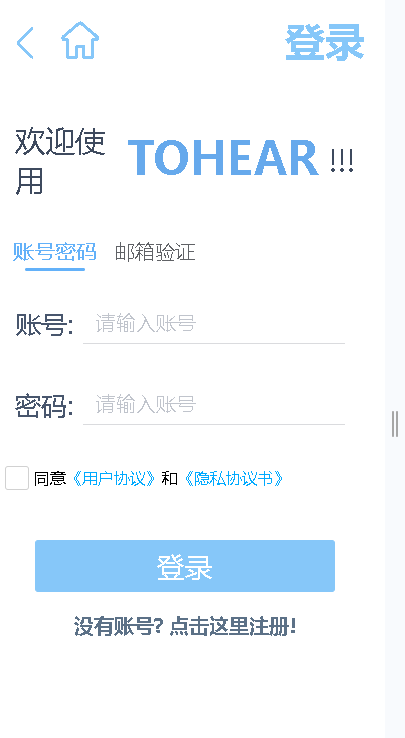 登录
欢迎使用 TOHEAR !!!
账号密码 邮箱验证
账号: 请输入账号
密码: 请输入账号
同意《用户协议》和《隐私协议书》
登录
没有账号? 点击这里注册!